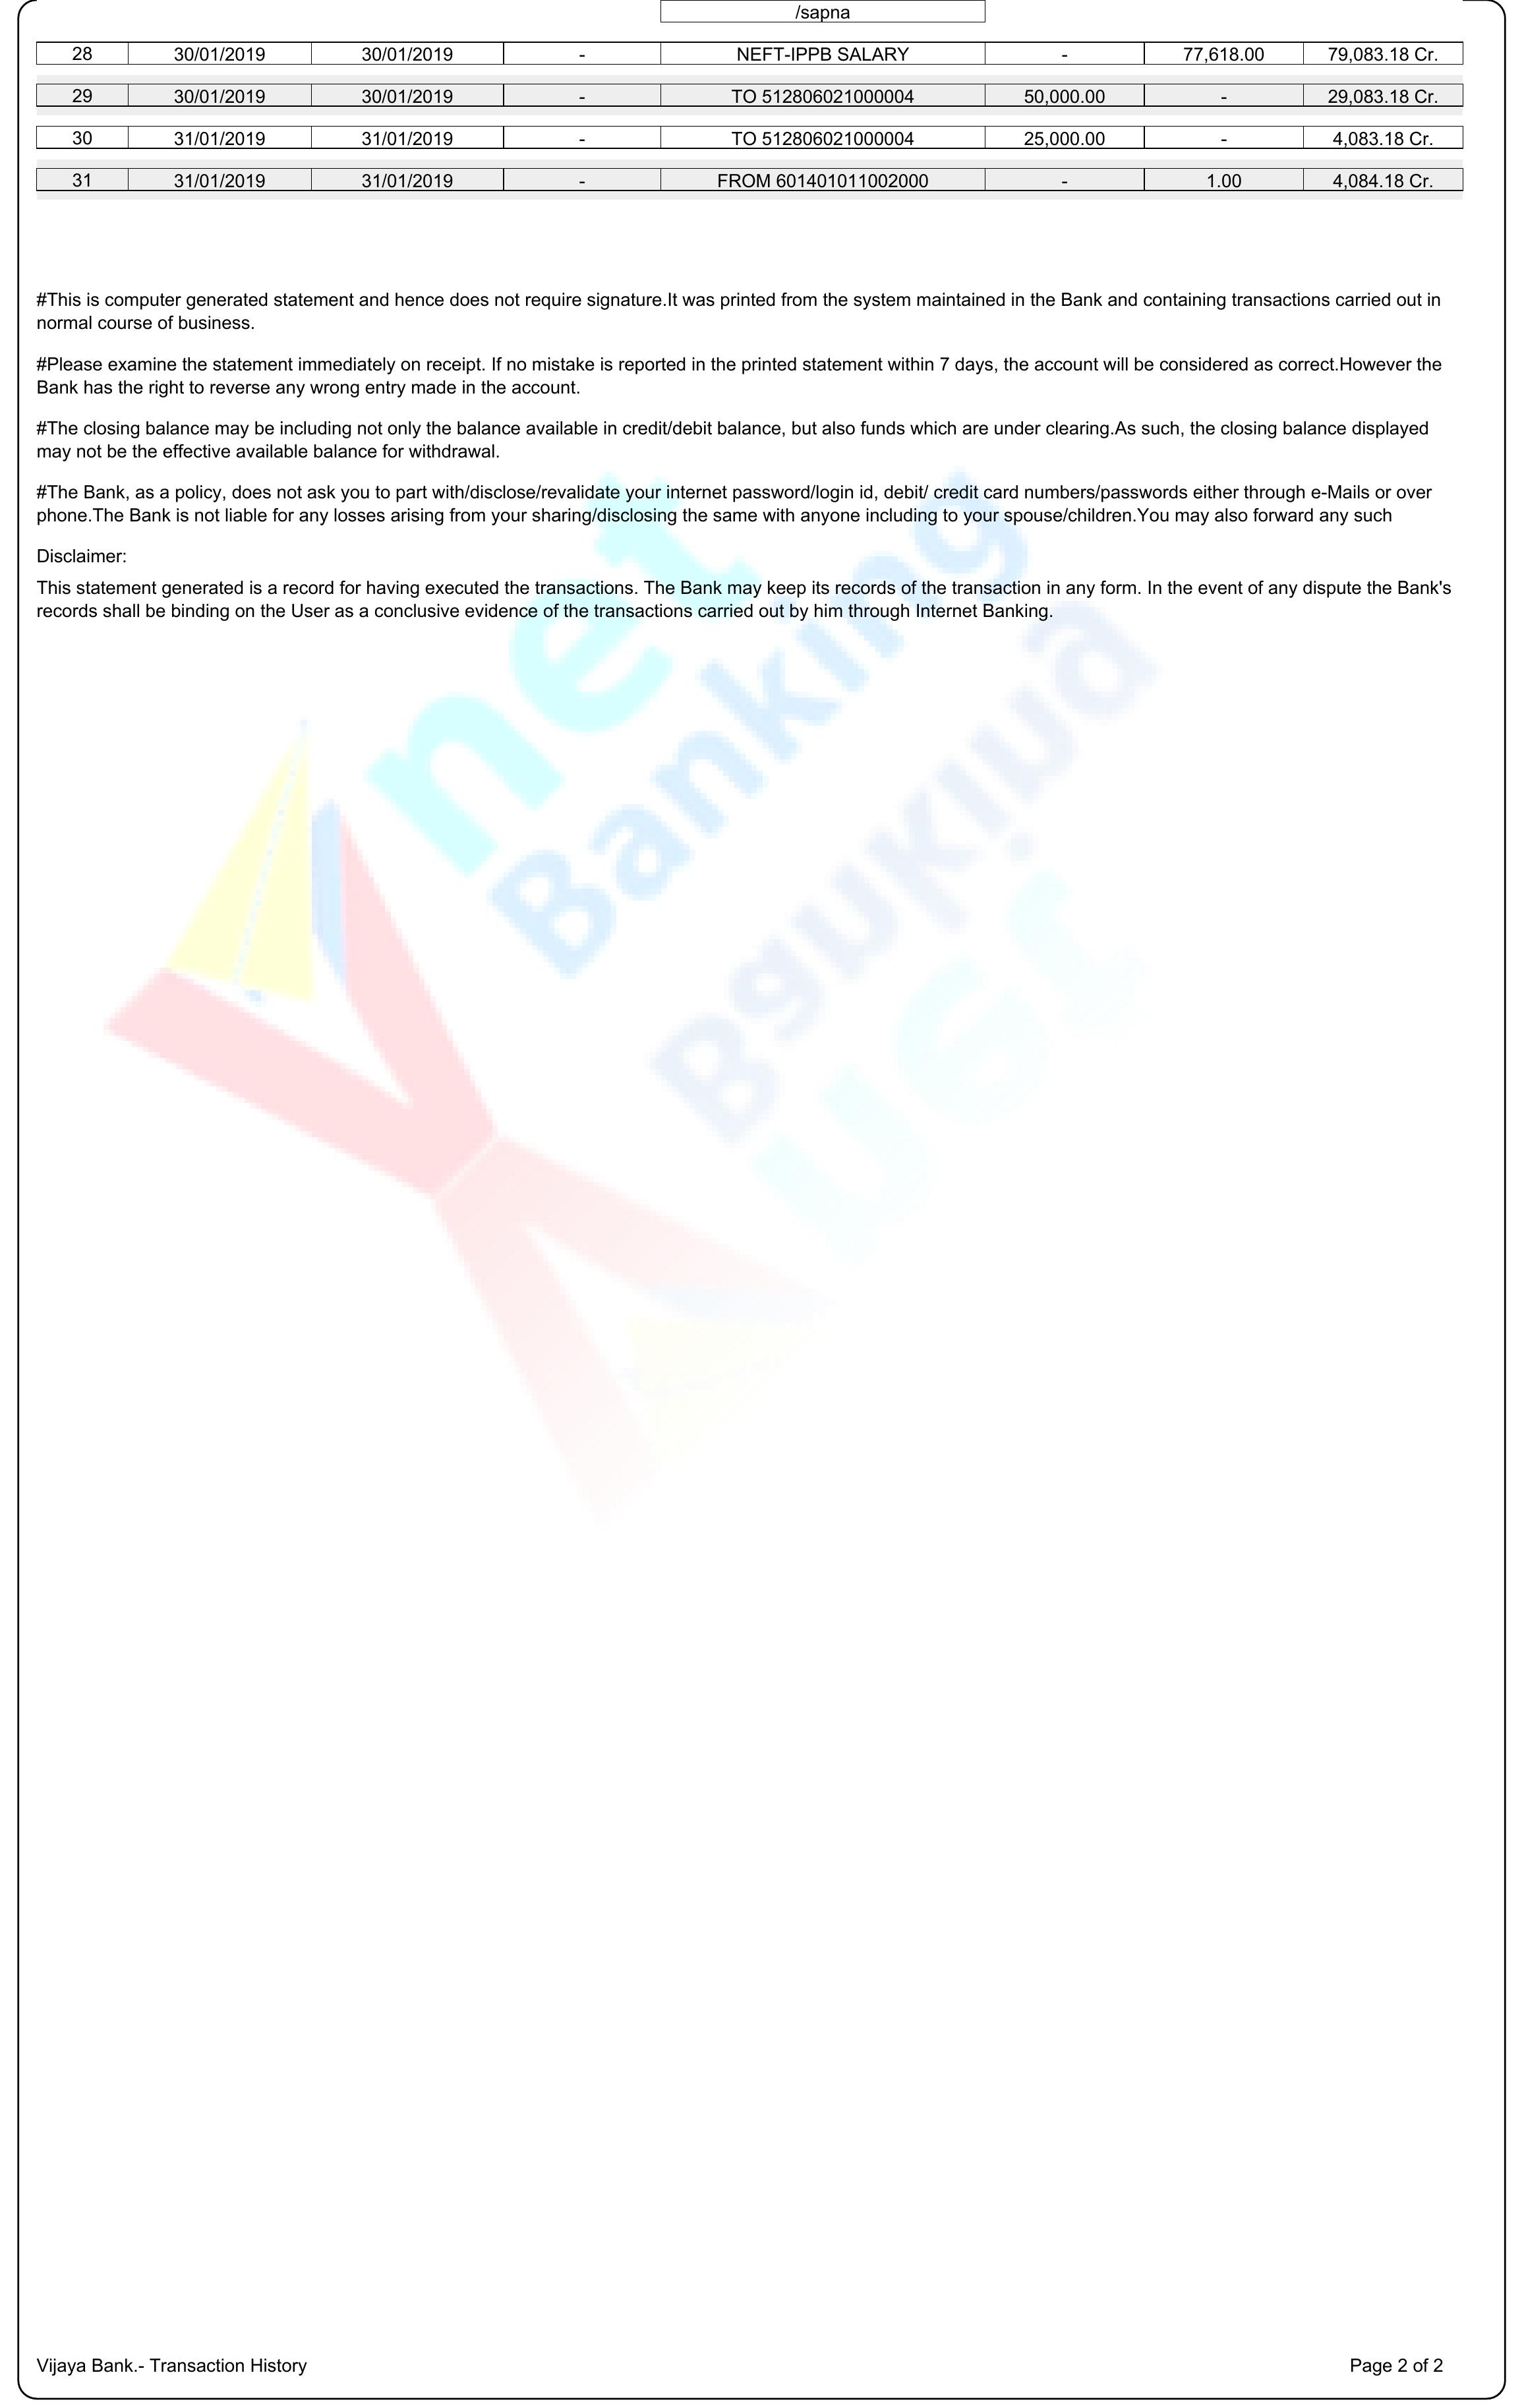 /sapna
28 30/01/2019 30/01/2019 - NEFT-IPPB SALARY - 77,618.00 79,083.18 Cr.
29 30/01/2019 30/01/2019 - TO 512806021000004 50,000.00 - 29,083.18 Cr.
30 31/01/2019 31/01/2019 - TO 512806021000004 25,000.00 - 4,083.18 Cr.
31 31/01/2019 31/01/2019 - FROM 601401011002000 - 1.00 4,084.18 Cr.
#This is computer generated statement and hence does not require signature.It was printed from the system maintained in the Bank and containing transactions carried out in
normal course of business.
#Please examine the statement immediately on receipt. If no mistake is reported in the printed statement within 7 days, the account will be considered as correct.However the
Bank has the right to reverse any wrong entry made in the account.
#The closing balance may be including not only the balance available in credit/debit balance, but also funds which are under clearing.As such, the closing balance displayed
may not be the effective available balance for withdrawal.
#The Bank, as a policy, does not ask you to part with/disclose/revalidate your internet password/login id, debit/ credit card numbers/passwords either through e-Mails or over
phone.The Bank is not liable for any losses arising from your sharing/disclosing the same with anyone including to your spouse/children.You may also forward any such
Disclaimer:
This statement generated is a record for having executed the transactions. The Bank may keep its records of the transaction in any form. In the event of any dispute the Bank's
records shall be binding on the User as a conclusive evidence of the transactions carried out by him through Internet Banking.
V net
Banking
Vijaya Bank.- Transaction History Page 2 of 2